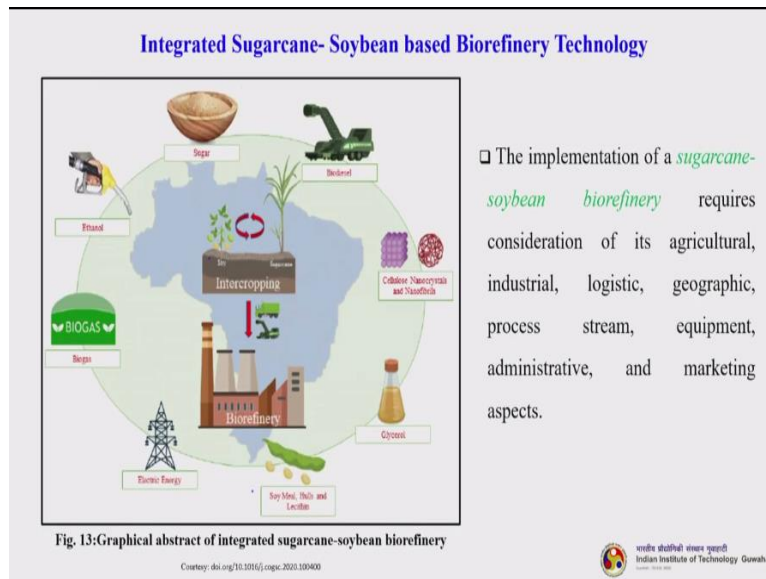 Integrated Sugarcane- Soybean based Biorefinery Technology
Sugar
Biodiesel
Ethanol
Soy
Sugarcane
Intercropping
Cellulose Nanocrystals
and Nanofibrils
BIOGAS
Biogas
Biorefinery
Glycerol
Electric Energy
Soy Meal, Hulls and
Lecithin
Fig. 13:Graphical abstract of integrated sugarcane-soybean biorefinery
Courtesy: doi.org/10.1016/j.cogsc.2020.100400
❑ The implementation of a sugarcane-
soybean biorefinery requires
consideration of its agricultural,
industrial, logistic, geographic,
process stream, equipment,
administrative, and marketing
aspects.
भारतीय प्रौद्योगिकी संस्थान गुवाहाटी
Indian Institute of Technology Guwah